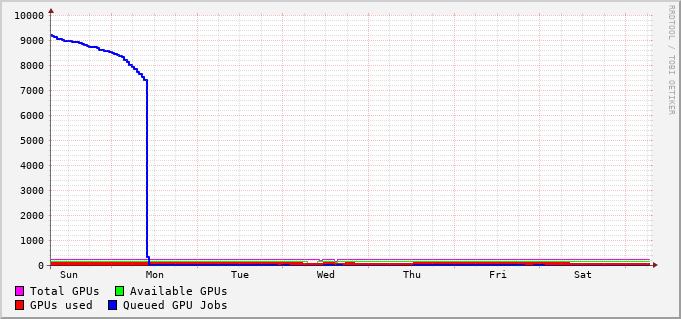 10000
9000
8000
7000
6000
5000
4000
3000
2000
1000
0
Sun Mon Tue Wed Thu Fri Sat
Total GPUs Available GPUs
GPUs used Queued GPU Jobs
RRDTOOL / TOBI OETIKER